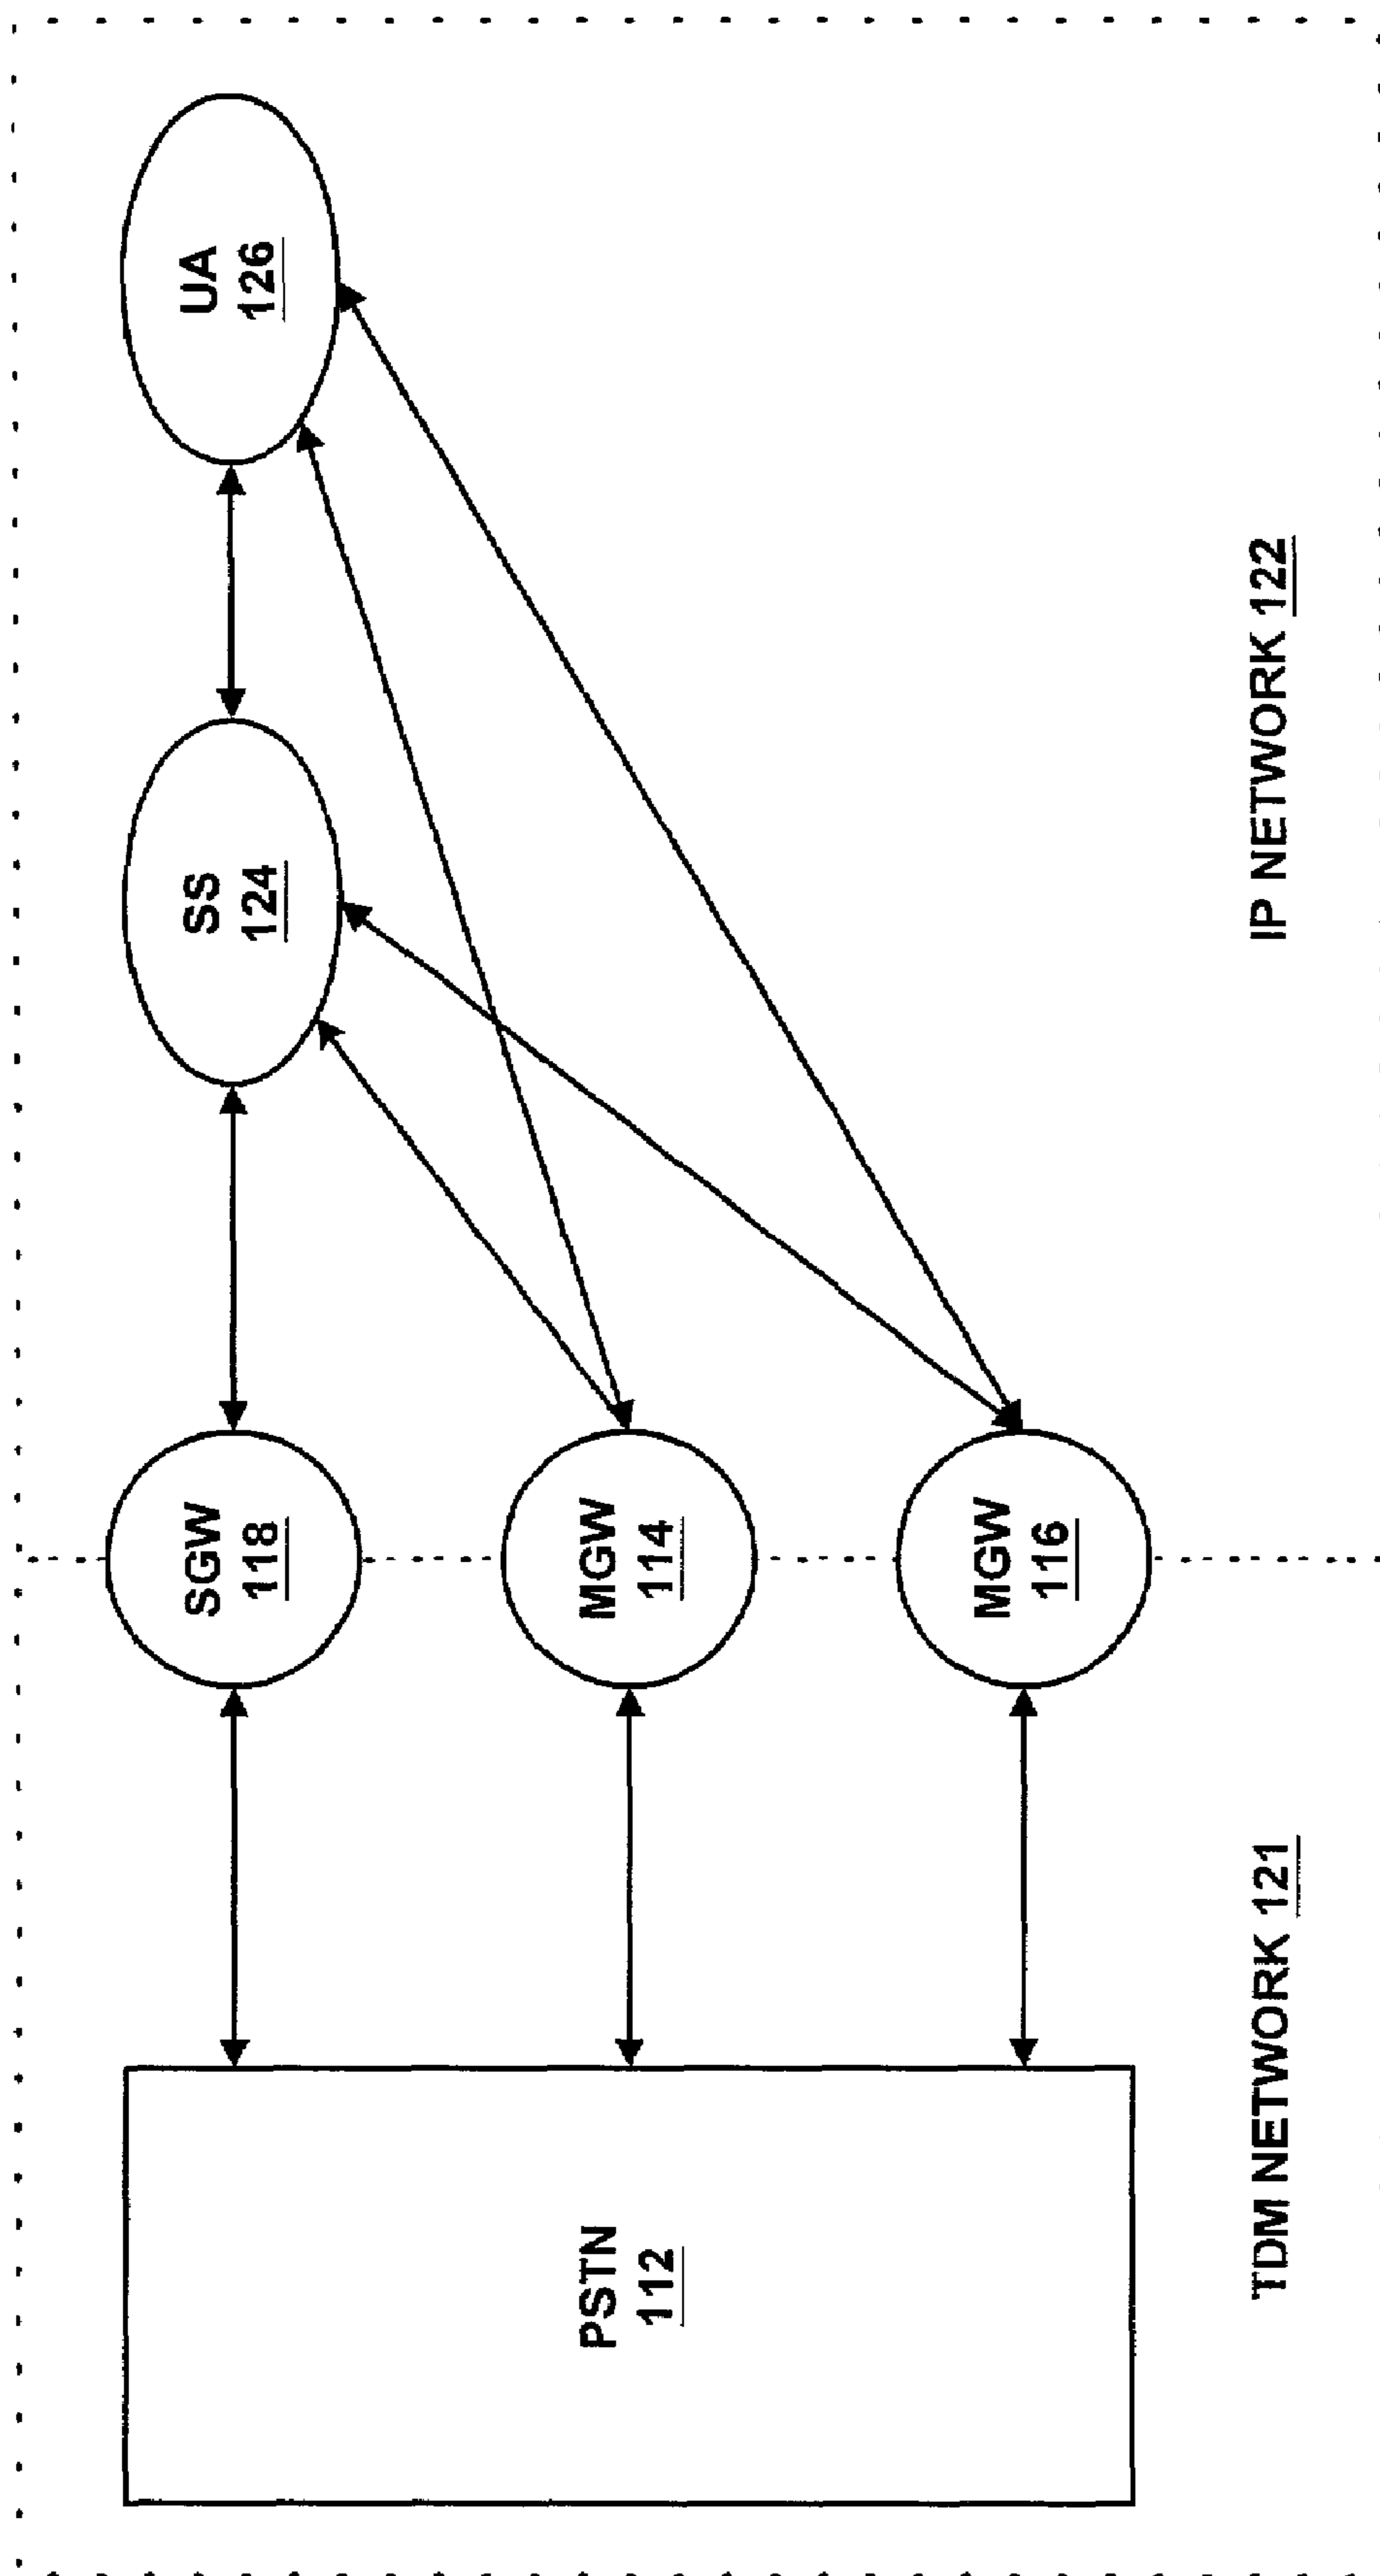 SGW
118
SS
124
UA
126
PSTN
112
MGW
114
MGW
116
TDM NETWORK 121
IP NETWORK 122